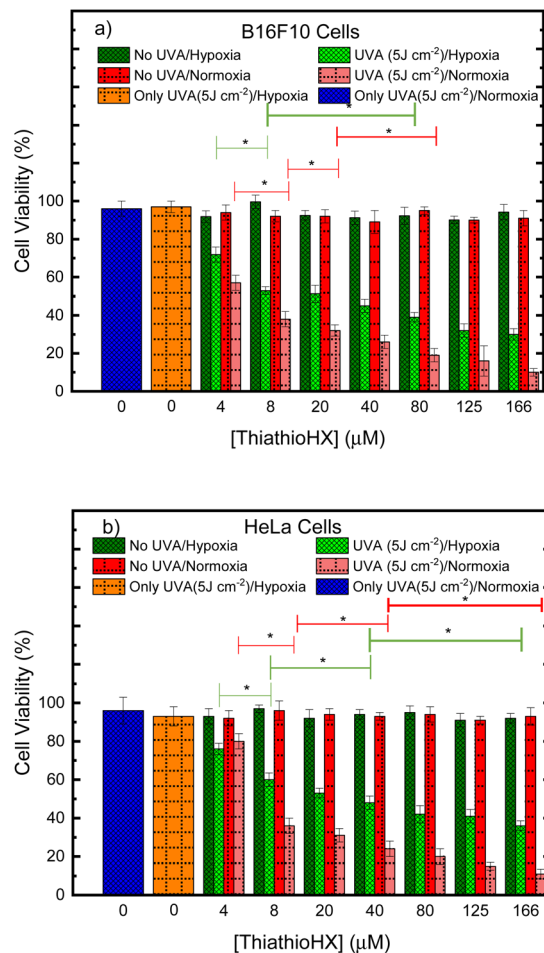 a) B16F10 Cells
No UVA/Hypoxia UVA (5J cm-2)/Hypoxia
No UVA/Normoxia UVA (5J cm-2)/Normoxia
Only UVA(5J cm-2)/Hypoxia Only UVA(5J cm-2)/Normoxia
*
* *
*
*
Cell Viability (%)
100
80
60
40
20
0
0 0 4 8 20 40 80 125 166
[ThiathioHX] (μM)
b) HeLa Cells
No UVA/Hypoxia UVA (5J cm-2)/Hypoxia
No UVA/Normoxia UVA (5J cm-2)/Normoxia
Only UVA(5J cm-2)/Hypoxia Only UVA(5J cm-2)/Normoxia
*
*
* *
*
*
Cell Viability (%)
100
80
60
40
20
0
0 0 4 8 20 40 80 125 166
[ThiathioHX] (μM)